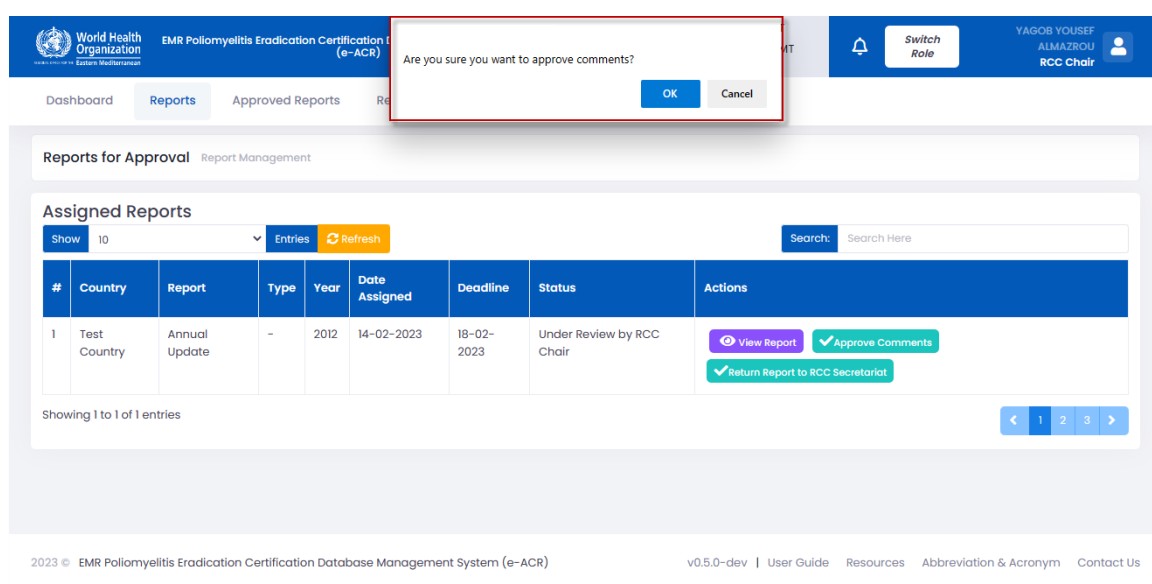 World Health
Organization
Eastern Mediterranean
EMR Poliomyelitis Eradication Certification
(e-ACR)
Are you sure you want to approve comments?
OK
Cancel
MT
Switch
Role
YAGOB YOUSEF
ALMAZROU
RCC Chair
Dashboard
Reports
Approved Reports
Reports for Approval
Report Management
Assigned Reports
Show 10 Entries Refresh
Search: Search Here
# Country Report Type Year Date Assigned Deadline Status Actions
1 Test Country Annual Update - 2012 14-02-2023 18-02-2023 Under Review by RCC Chair
View Report
Approve Comments
Return Report to RCC Secretariat
Showing 1 to 1 of 1 entries
< 1 2 3 >
2023 © EMR Poliomyelitis Eradication Certification Database Management System (e-ACR)
v0.5.0-dev | User Guide Resources Abbreviation & Acronym Contact Us